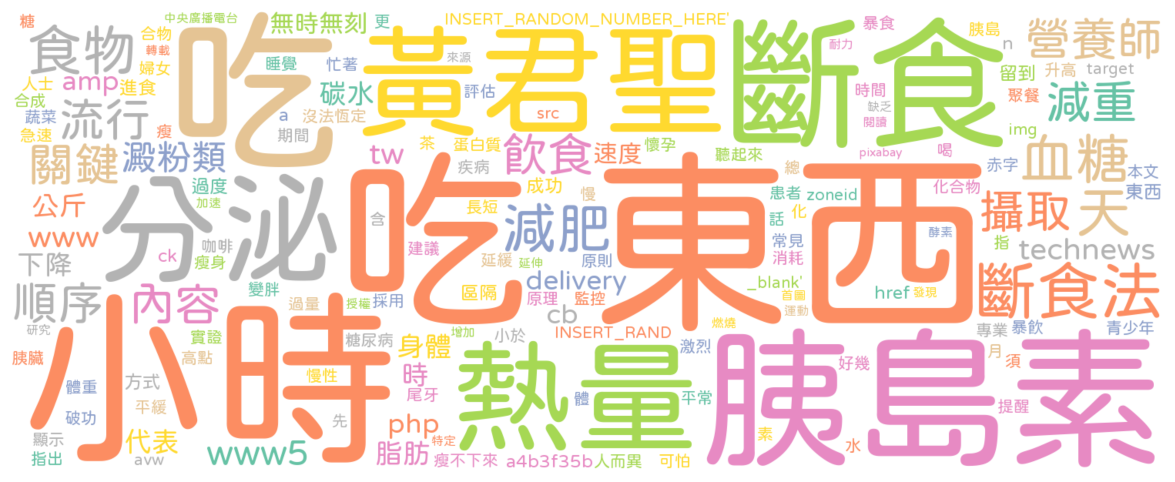 糖 中央廣播電台 無時無刻 更 INSERT_RANDOM_NUMBER_HERE' 暴食 胰島 營養師
食物 合物 轉載 吃 黃君聖 來源 耐力 斷食 n
人士 amp 婦女 進食 睡覺 忙著 碳水 評估 留到 升高 target
合成 流行 蔬菜 急速 瘦 a 沒法恆定 期間 src 時間 缺乏 閱讀 聚餐 減重
關鍵 澱粉類 tw 茶 蛋白質 飲食 速度 懷孕 聽起來 pixabay 喝 img 血糖
公斤 過度 加速 分泌 疾病 成功 慢 吃東西 總 患者 zoneid 化合物 赤字 本文 東西
www 咖啡 含 長短 減肥 話 化 攝取 天
下降 ck 瘦身 建議 延緩 延伸 原則 常見 消耗 酵素 指 technews
順序 內容 變胖 過量 授權 採用 原理 區隔 監控 delivery _blank' 首圖 運動 href 發現 斷食法
研究 胰臟 實證 高點 小時 糖尿病 身體 增加 小於 cb INSERT_RAND 燃燒 激烈 專業 暴飲 青少年
體重 方式 慢性 時 尾牙 熱量 體 平常 胰島素 好幾 月 須
破功 平緩 先 php 特定 提醒
顯示 指出 avw 代表 www5 脂肪 瘦不下來 a4b3f35b 人而異 可怕 素 水